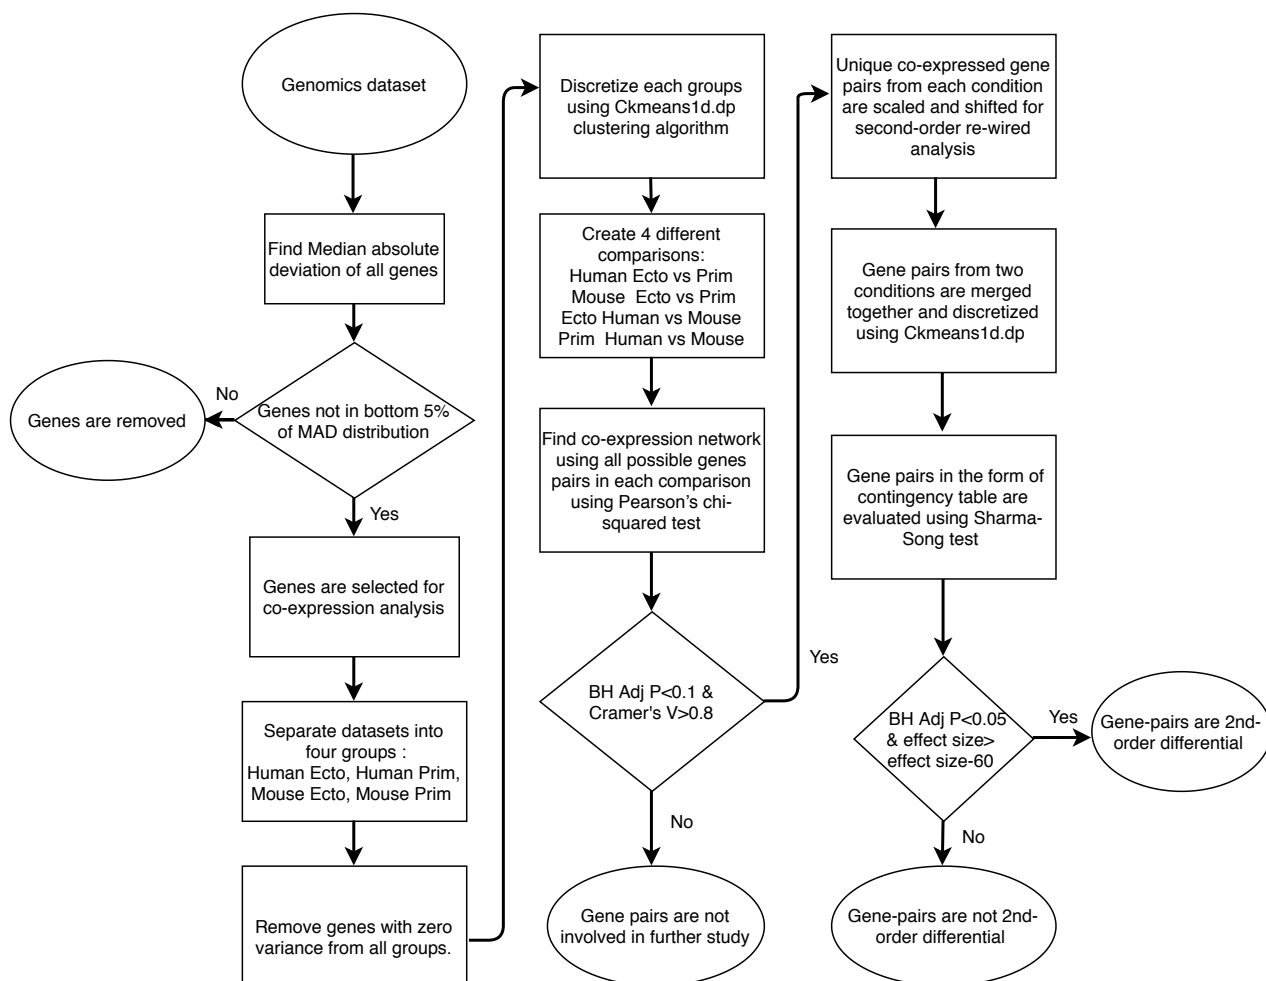 Genomics dataset
Find Median absolute
deviation of all genes
No
Genes are removed
Genes not in bottom 5%
of MAD distribution
Yes
Genes are selected for
co-expression analysis
Separate datasets into
four groups :
Human Ecto, Human Prim,
Mouse Ecto, Mouse Prim
Remove genes with zero
variance from all groups.
Discretize each groups
using Ckmeans1d.dp
clustering algorithm
Create 4 different
comparisons:
Human Ecto vs Prim
Mouse Ecto vs Prim
Ecto Human vs Mouse
Prim Human vs Mouse
Find co-expression network
using all possible genes
pairs in each comparison
using Pearson's chi-
squared test
BH Adj P<0.1 &
Cramer's V>0.8
Yes
No
Gene pairs are not
involved in further study
Unique co-expressed gene
pairs from each condition
are scaled and shifted for
second-order re-wired
analysis
Gene pairs from two
conditions are merged
together and discretized
using Ckmeans1d.dp
Gene pairs in the form of
contingency table are
evaluated using Sharma-
Song test
BH Adj P<0.05
& effect size>
effect size-60
Yes
Gene-pairs are 2nd-
order differential
No
Gene-pairs are not 2nd-
order differential